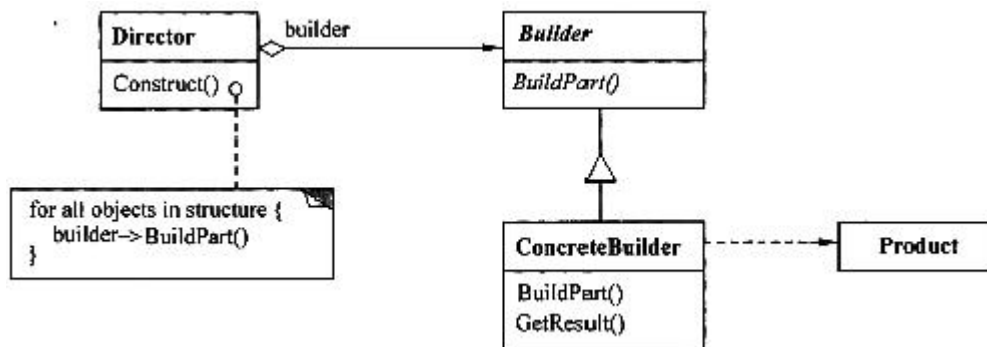 Director
builder
Builder
Construct()
BuildPart()
for all objects in structure {
builder->BuildPart()
}
ConcreteBuilder
Product
BuildPart()
GetResult()